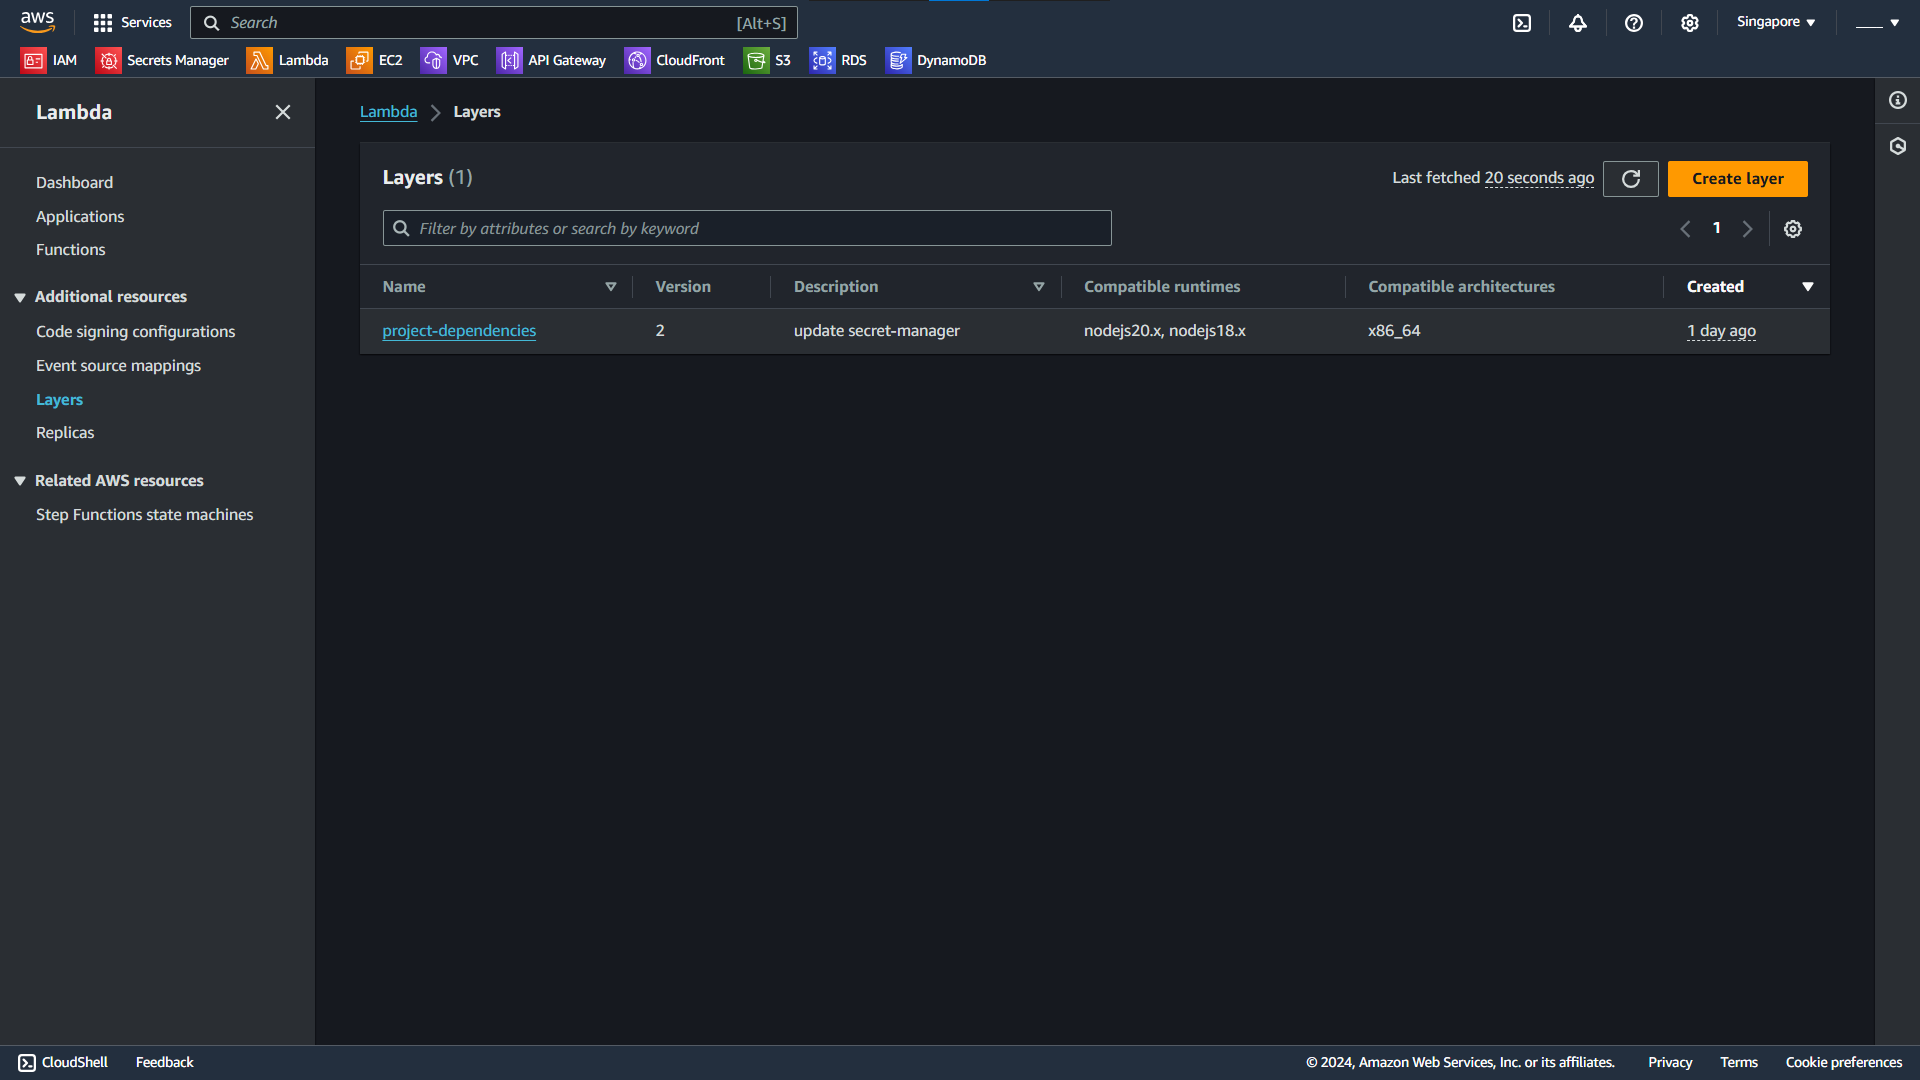 aws Services Search [Alt+S] Singapore
IAM Secrets Manager Lambda EC2 VPC API Gateway CloudFront S3 RDS DynamoDB
Lambda
Dashboard
Applications
Functions
Additional resources
Code signing configurations
Event source mappings
Layers
Replicas
Related AWS resources
Step Functions state machines
Lambda Layers
Layers (1) Last fetched 20 seconds ago Create layer
Filter by attributes or search by keyword 1
Name Version Description Compatible runtimes Compatible architectures Created
project-dependencies 2 update secret-manager nodejs20.x, nodejs18.x x86_64 1 day ago
CloudShell Feedback © 2024, Amazon Web Services, Inc. or its affiliates. Privacy Terms Cookie preferences